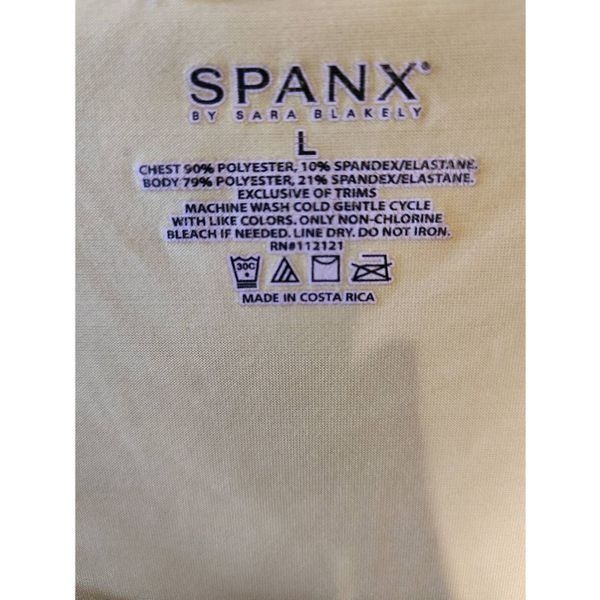 SPANX®
BY SARA BLAKELY
L
CHEST 90% POLYESTER, 10% SPANDEX/ELASTANE.
BODY 79% POLYESTER, 21% SPANDEX/ELASTANE.
EXCLUSIVE OF TRIMS
MACHINE WASH COLD GENTLE CYCLE
WITH LIKE COLORS. ONLY NON-CHLORINE
BLEACH IF NEEDED. LINE DRY. DO NOT IRON.
RN#112121
30C
MADE IN COSTA RICA